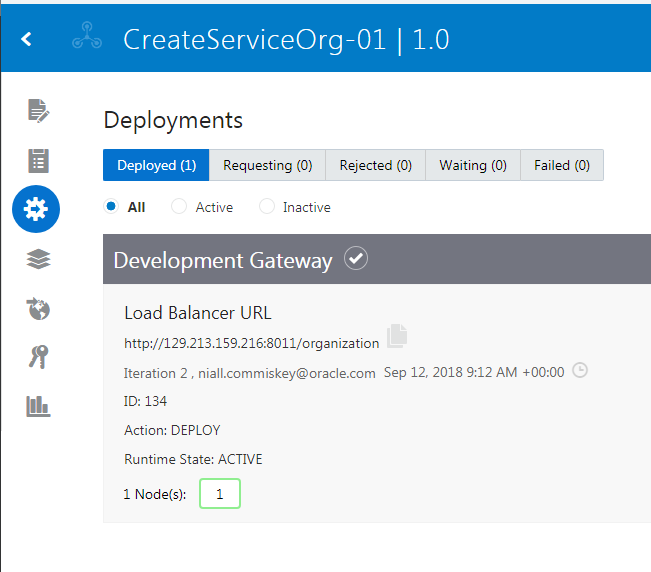 CreateServiceOrg-01 | 1.0
Deployments
Deployed (1) Requesting (0) Rejected (0) Waiting (0) Failed (0)
All Active Inactive
Development Gateway
Load Balancer URL
http://129.213.159.216:8011/organization
Iteration 2 , niall.commiskey@oracle.com Sep 12, 2018 9:12 AM +00:00
ID: 134
Action: DEPLOY
Runtime State: ACTIVE
1 Node(s): 1